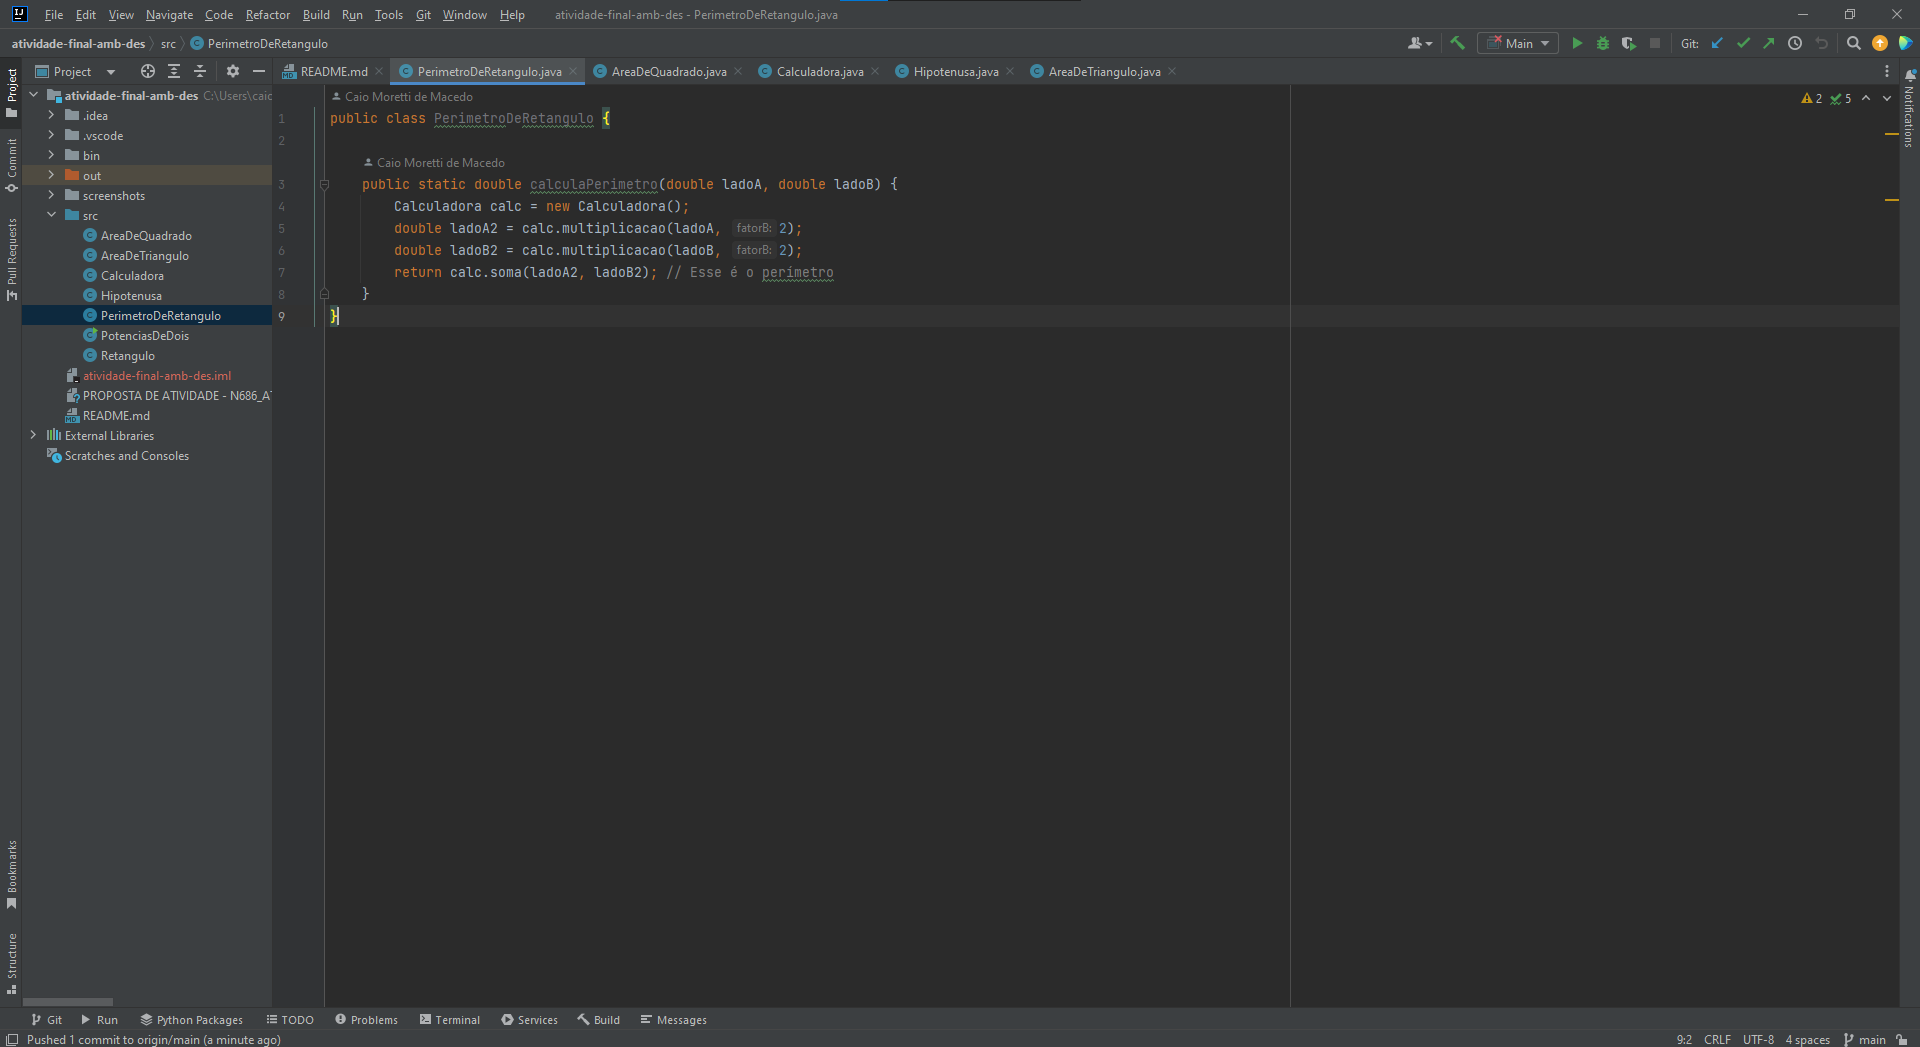 File Edit View Navigate Code Refactor Build Run Tools Git Window Help atividade-final-amb-des - PerimetroDeRetangulo.java
atividade-final-amb-des src PerimetroDeRetangulo Main Git:
Project README.md PerimetroDeRetangulo.java AreaDeQuadrado.java Calculadora.java Hipotenusa.java AreaDeTriangulo.java
Project
Commit
Pull Requests
Bookmarks
Structure
atividade-final-amb-des C:\Users\caio
.idea
.vscode
bin
out
screenshots
src
AreaDeQuadrado
AreaDeTriangulo
Calculadora
Hipotenusa
PerimetroDeRetangulo
PotenciasDeDois
Retangulo
atividade-final-amb-des.iml
PROPOSTA DE ATIVIDADE - N686_AT
README.md
External Libraries
Scratches and Consoles
Caio Moretti de Macedo
1 public class PerimetroDeRetangulo {
2
Caio Moretti de Macedo
3 public static double calculaPerimetro(double ladoA, double ladoB) {
4 Calculadora calc = new Calculadora();
5 double ladoA2 = calc.multiplicacao(ladoA, fatorB: 2);
6 double ladoB2 = calc.multiplicacao(ladoB, fatorB: 2);
7 return calc.soma(ladoA2, ladoB2); // Esse é o perímetro
8 }
9 }
2 5
Notifications
Git Run Python Packages TODO Problems Terminal Services Build Messages
Pushed 1 commit to origin/main (a minute ago) 9:2 CRLF UTF-8 4 spaces main